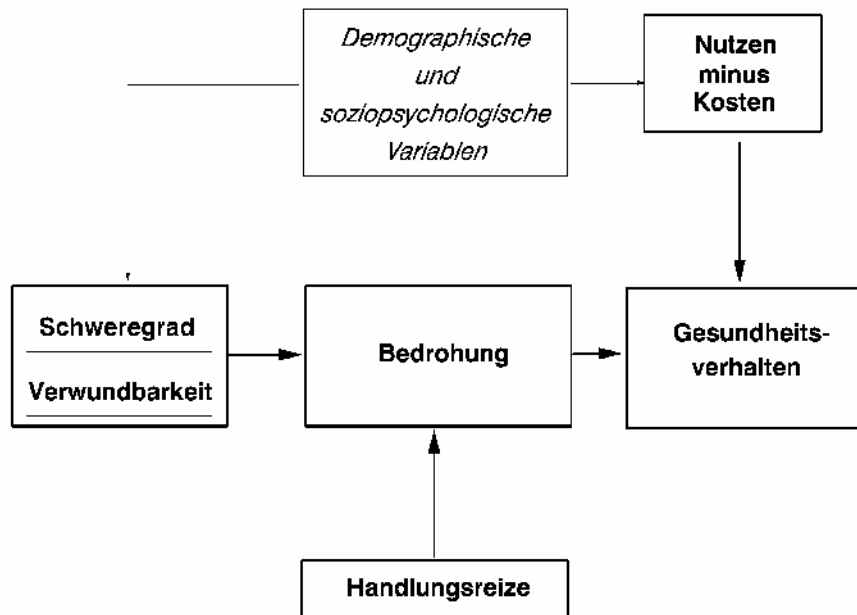 Demographische
und
soziopsychologische
Variablen
Nutzen
minus
Kosten
Schweregrad
Verwundbarkeit
Bedrohung
Gesundheits-
verhalten
Handlungsreize